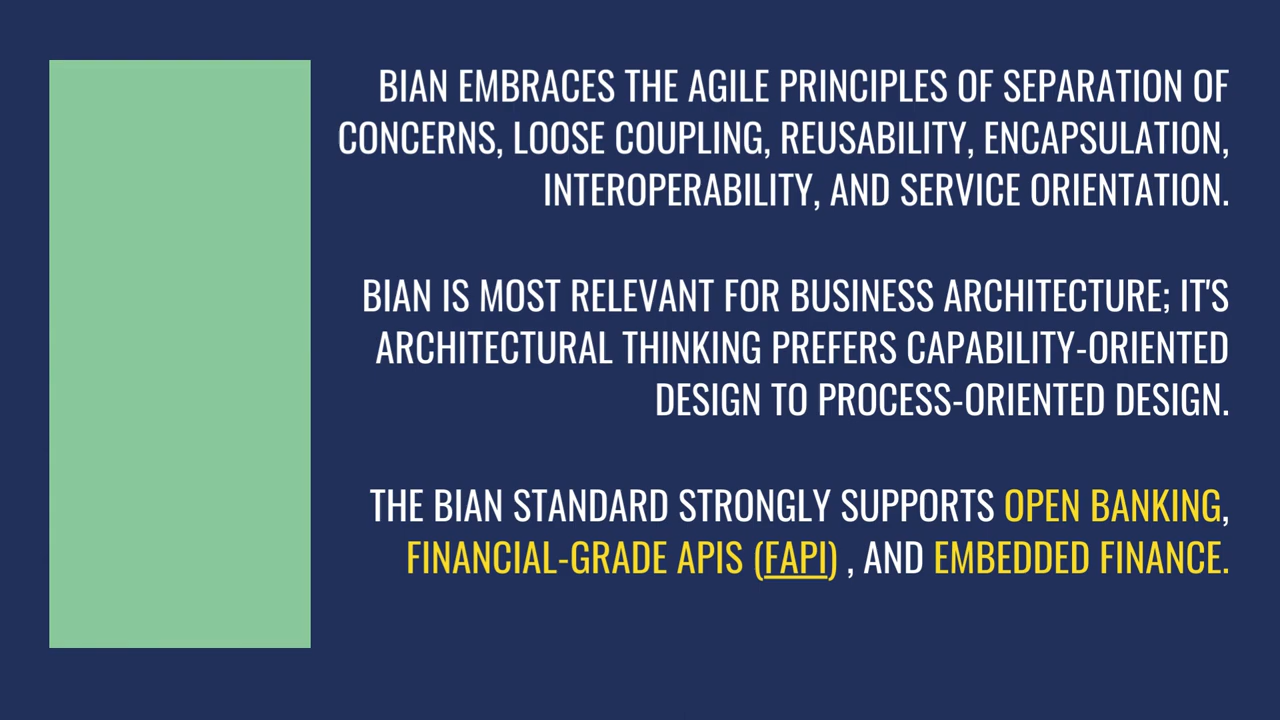 BIAN EMBRACES THE AGILE PRINCIPLES OF SEPARATION OF
CONCERNS, LOOSE COUPLING, REUSABILITY, ENCAPSULATION,
INTEROPERABILITY, AND SERVICE ORIENTATION.
BIAN IS MOST RELEVANT FOR BUSINESS ARCHITECTURE; IT'S
ARCHITECTURAL THINKING PREFERS CAPABILITY-ORIENTED
DESIGN TO PROCESS-ORIENTED DESIGN.
THE BIAN STANDARD STRONGLY SUPPORTS OPEN BANKING,
FINANCIAL-GRADE APIS (FAPI) , AND EMBEDDED FINANCE.